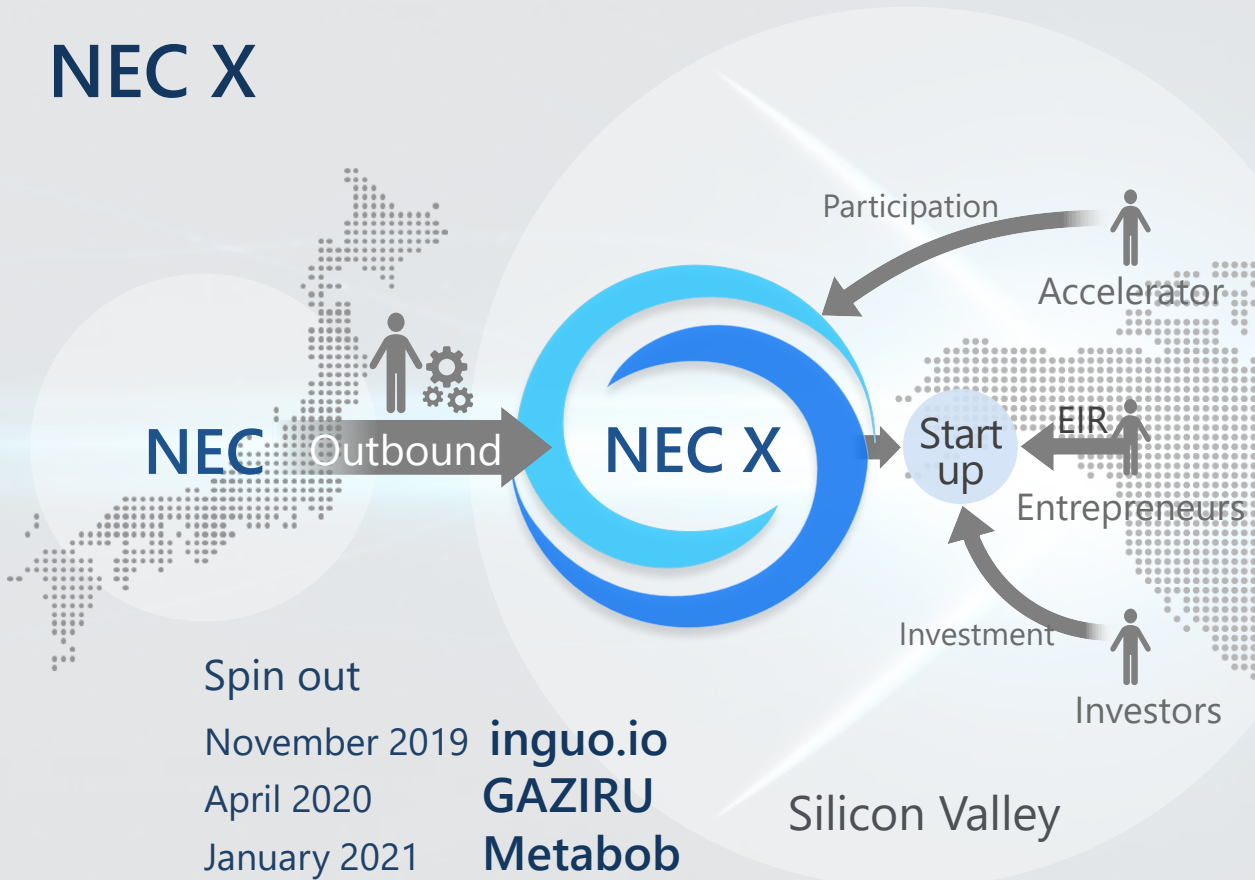 NEC X
Participation
Accelerator
NEC
Outbound
NEC X
Start
up
EIR
Entrepreneurs
Investment
Investors
Spin out
November 2019 inguo.io
April 2020 GAZIRU
January 2021 Metabob
Silicon Valley